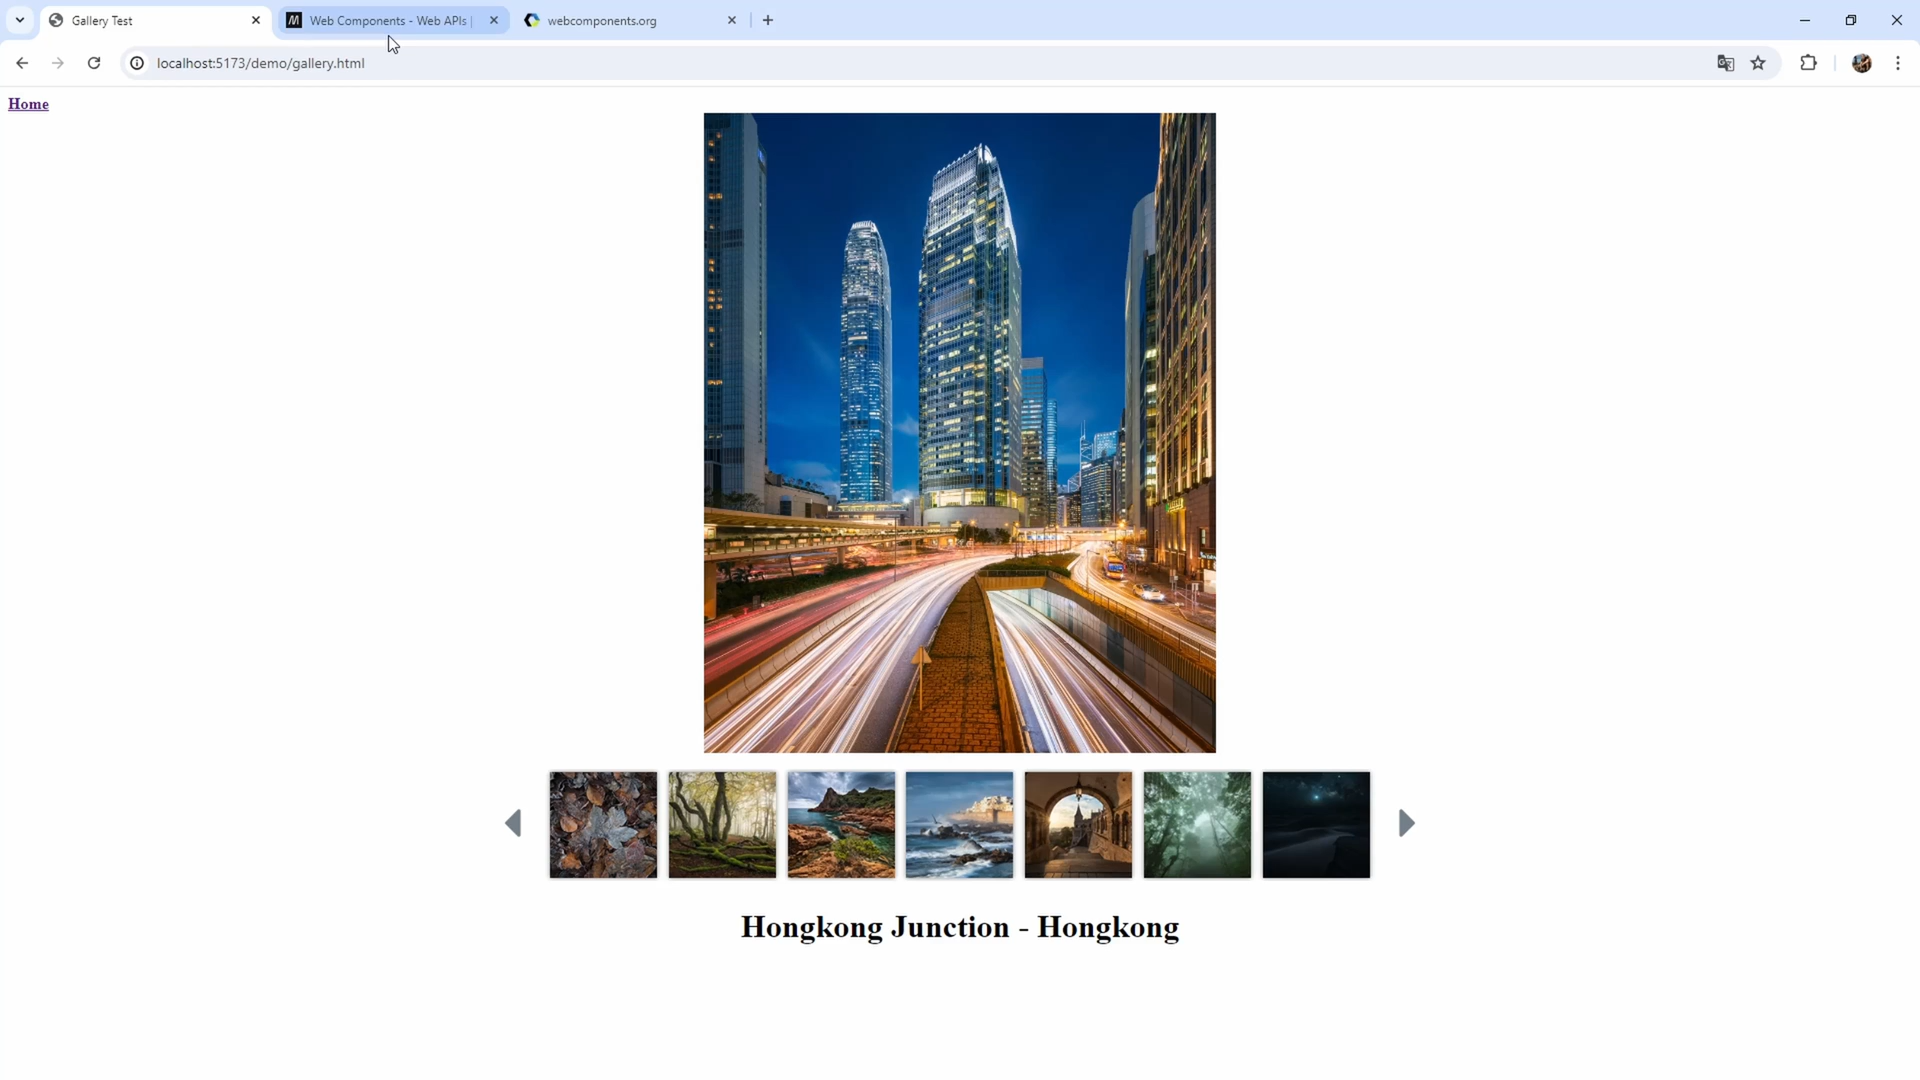 Gallery Test
Web Components - Web APIs |
webcomponents.org
localhost:5173/demo/gallery.html
Home
Hongkong Junction - Hongkong